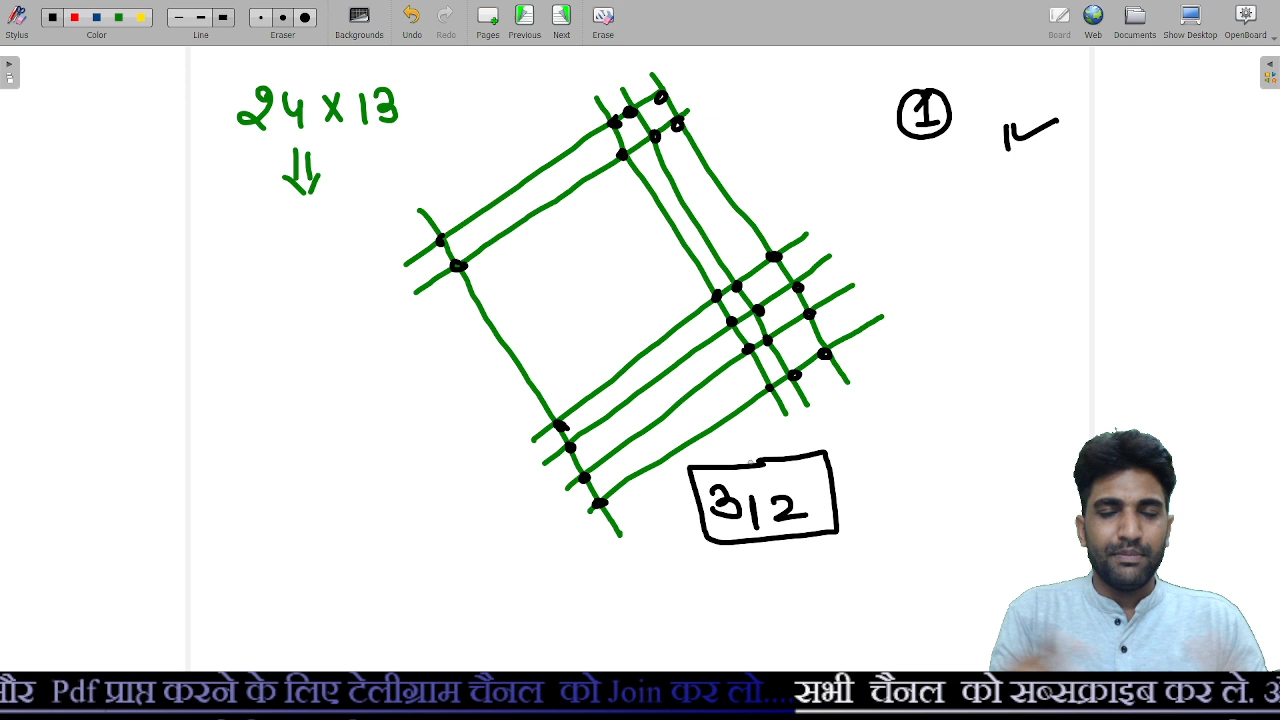 Stylus Color Line Eraser Backgrounds Undo Redo Pages Previous Next Erase Board Web Documents Show Desktop OpenBoard
24 x 13
1
312
और Pdf प्राप्त करने के लिए टेलीग्राम चैनल को Join कर लो.... सभी चैनल को सब्सक्राइब कर ले.